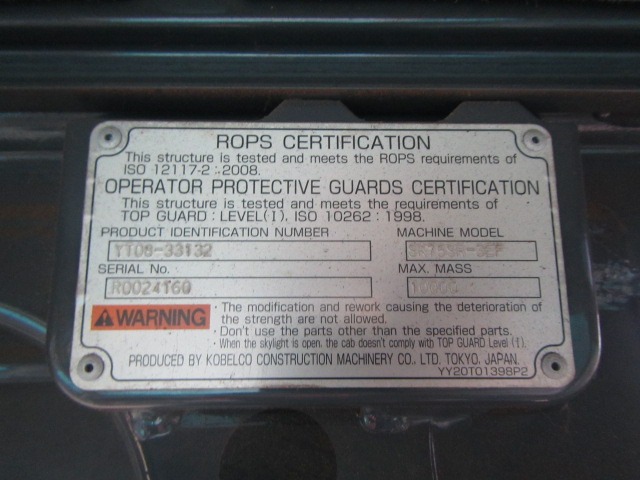 ROPS CERTIFICATION
This structure is tested and meets the ROPS requirements of
ISO 12117-2 : 2008.
OPERATOR PROTECTIVE GUARDS CERTIFICATION
This structure is tested and meets the requirements of
TOP GUARD : LEVEL(I), ISO 10262 : 1998.
PRODUCT IDENTIFICATION NUMBER MACHINE MODEL
YT08-33132
SERIAL No. MAX. MASS
R0024160
WARNING
· The modification and rework causing the deterioration of
the strength are not allowed.
· Don't use the parts other than the specified parts.
· When the skylight is open, the cab doesn't comply with TOP GUARD Level (I).
PRODUCED BY KOBELCO CONSTRUCTION MACHINERY CO., LTD. TOKYO, JAPAN.
YY20T01398P2